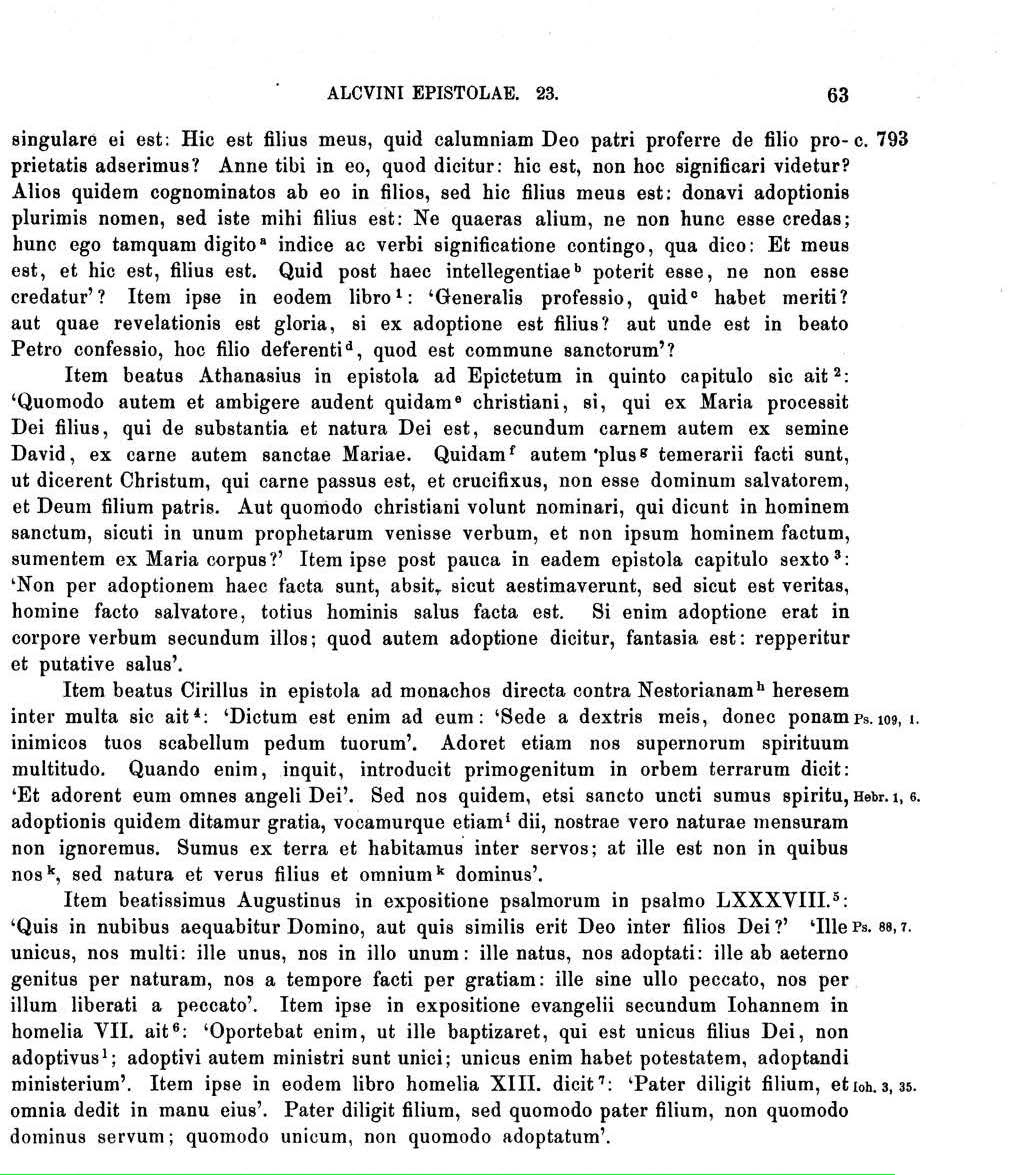 ALCVINI EPISTOLAE. 23. 63
singulare ei est: Hic est filius meus, quid calumniam Deo patri proferre de filio pro- c. 793
prietatis adserimus? Anne tibi in eo, quod dicitur: hic est, non hoc significari videtur?
Alios quidem cognominatos ab eo in filios, sed hic filius meus est: donavi adoptionis
plurimis nomen, sed iste mihi filius est: Ne quaeras alium, ne non hunc esse credas;
hunc ego tamquam digitoᵃ indice ac verbi significatione contingo, qua dico: Et meus
est, et hic est, filius est. Quid post haec intellegentiaeᵇ poterit esse, ne non esse
credatur’? Item ipse in eodem libro¹: ‘Generalis professio, quidᶜ habet meriti?
aut quae revelationis est gloria, si ex adoptione est filius? aut unde est in beato
Petro confessio, hoc filio deferentiᵈ, quod est commune sanctorum’?
Item beatus Athanasius in epistola ad Epictetum in quinto capitulo sic ait²:
‘Quomodo autem et ambigere audent quidamᵉ christiani, si, qui ex Maria processit
Dei filius, qui de substantia et natura Dei est, secundum carnem autem ex semine
David, ex carne autem sanctae Mariae. Quidamᶠ autem ‘plusᵍ temerarii facti sunt,
ut dicerent Christum, qui carne passus est, et crucifixus, non esse dominum salvatorem,
et Deum filium patris. Aut quomodo christiani volunt nominari, qui dicunt in hominem
sanctum, sicuti in unum prophetarum venisse verbum, et non ipsum hominem factum,
sumentem ex Maria corpus?’ Item ipse post pauca in eadem epistola capitulo sexto³:
‘Non per adoptionem haec facta sunt, absit, sicut aestimaverunt, sed sicut est veritas,
homine facto salvatore, totius hominis salus facta est. Si enim adoptione erat in
corpore verbum secundum illos; quod autem adoptione dicitur, fantasia est: repperitur
et putative salus’.
Item beatus Cirillus in epistola ad monachos directa contra Nestorianamʰ heresem
inter multa sic ait⁴: ‘Dictum est enim ad eum: ‘Sede a dextris meis, donec ponam Ps. 109, 1.
inimicos tuos scabellum pedum tuorum’. Adoret etiam nos supernorum spirituum
multitudo. Quando enim, inquit, introducit primogenitum in orbem terrarum dicit:
‘Et adorent eum omnes angeli Dei’. Sed nos quidem, etsi sancto uncti sumus spiritu, Hebr. 1, 6.
adoptionis quidem ditamur gratia, vocamurque etiamⁱ dii, nostrae vero naturae mensuram
non ignoremus. Sumus ex terra et habitamus inter servos; at ille est non in quibus
nosᵏ, sed natura et verus filius et omniumᵏ dominus’.
Item beatissimus Augustinus in expositione psalmorum in psalmo LXXXVIII.⁵:
‘Quis in nubibus aequabitur Domino, aut quis similis erit Deo inter filios Dei?’ ‘Ille Ps. 88, 7.
unicus, nos multi: ille unus, nos in illo unum: ille natus, nos adoptati: ille ab aeterno
genitus per naturam, nos a tempore facti per gratiam: ille sine ullo peccato, nos per
illum liberati a peccato’. Item ipse in expositione evangelii secundum Iohannem in
homelia VII. ait⁶: ‘Oportebat enim, ut ille baptizaret, qui est unicus filius Dei, non
adoptivusˡ; adoptivi autem ministri sunt unici; unicus enim habet potestatem, adoptandi
ministerium’. Item ipse in eodem libro homelia XIII. dicit⁷: ‘Pater diligit filium, et Ioh. 3, 35.
omnia dedit in manu eius’. Pater diligit filium, sed quomodo pater filium, non quomodo
dominus servum; quomodo unicum, non quomodo adoptatum’.